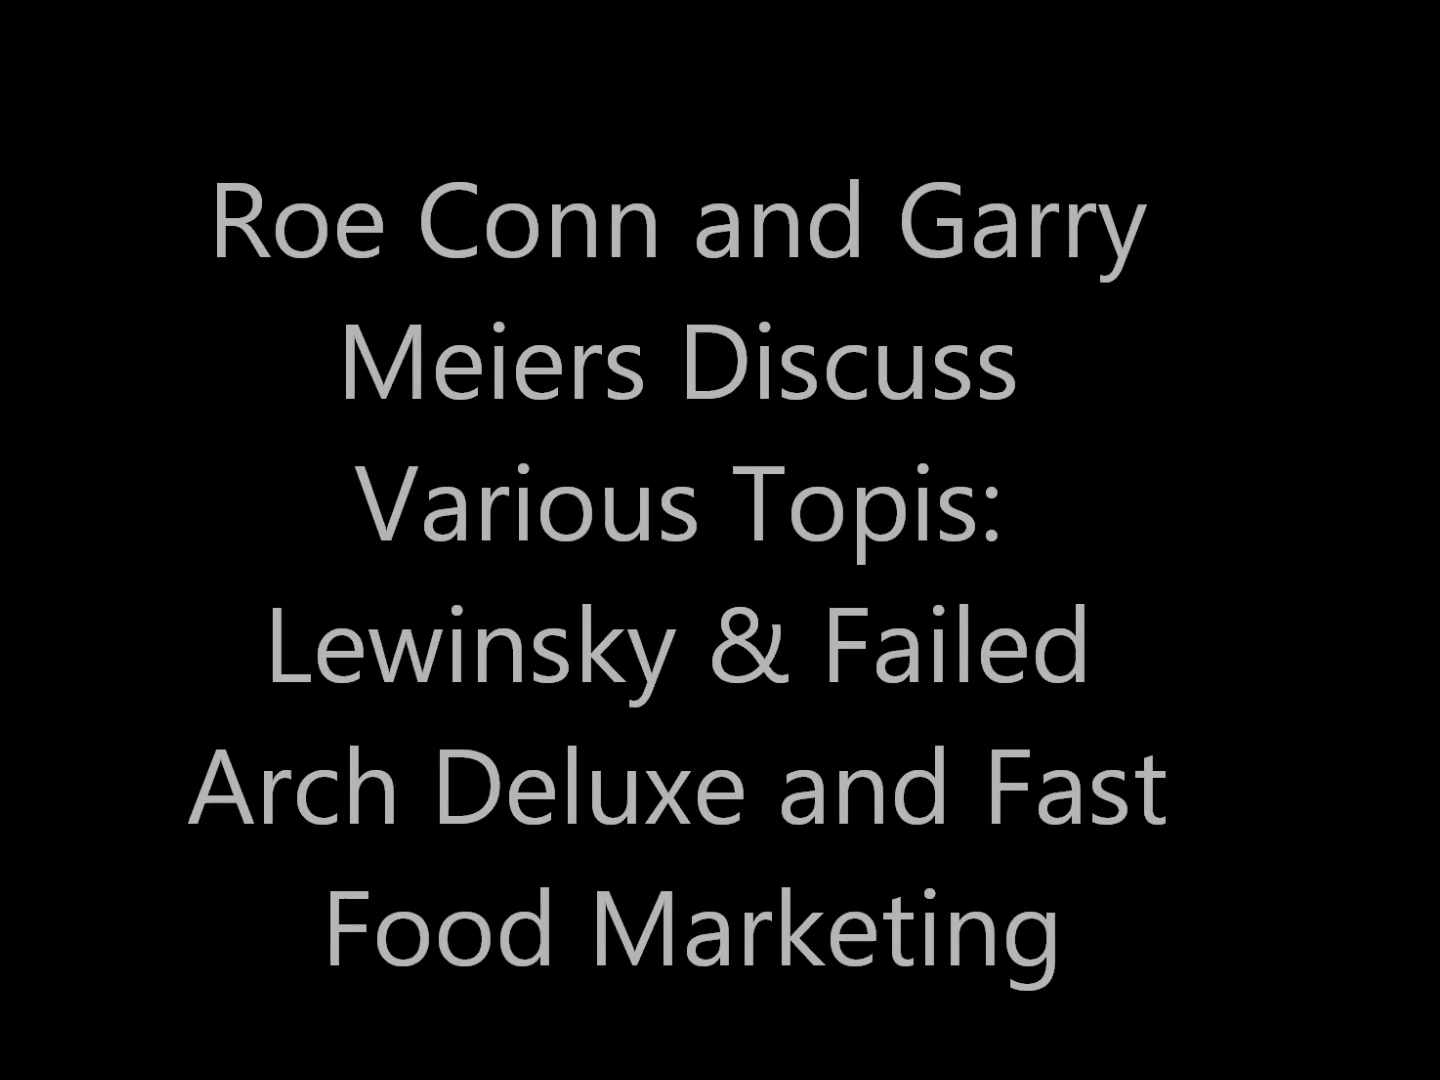 Roe Conn and Garry
Meiers Discuss
Various Topis:
Lewinsky & Failed
Arch Deluxe and Fast
Food Marketing